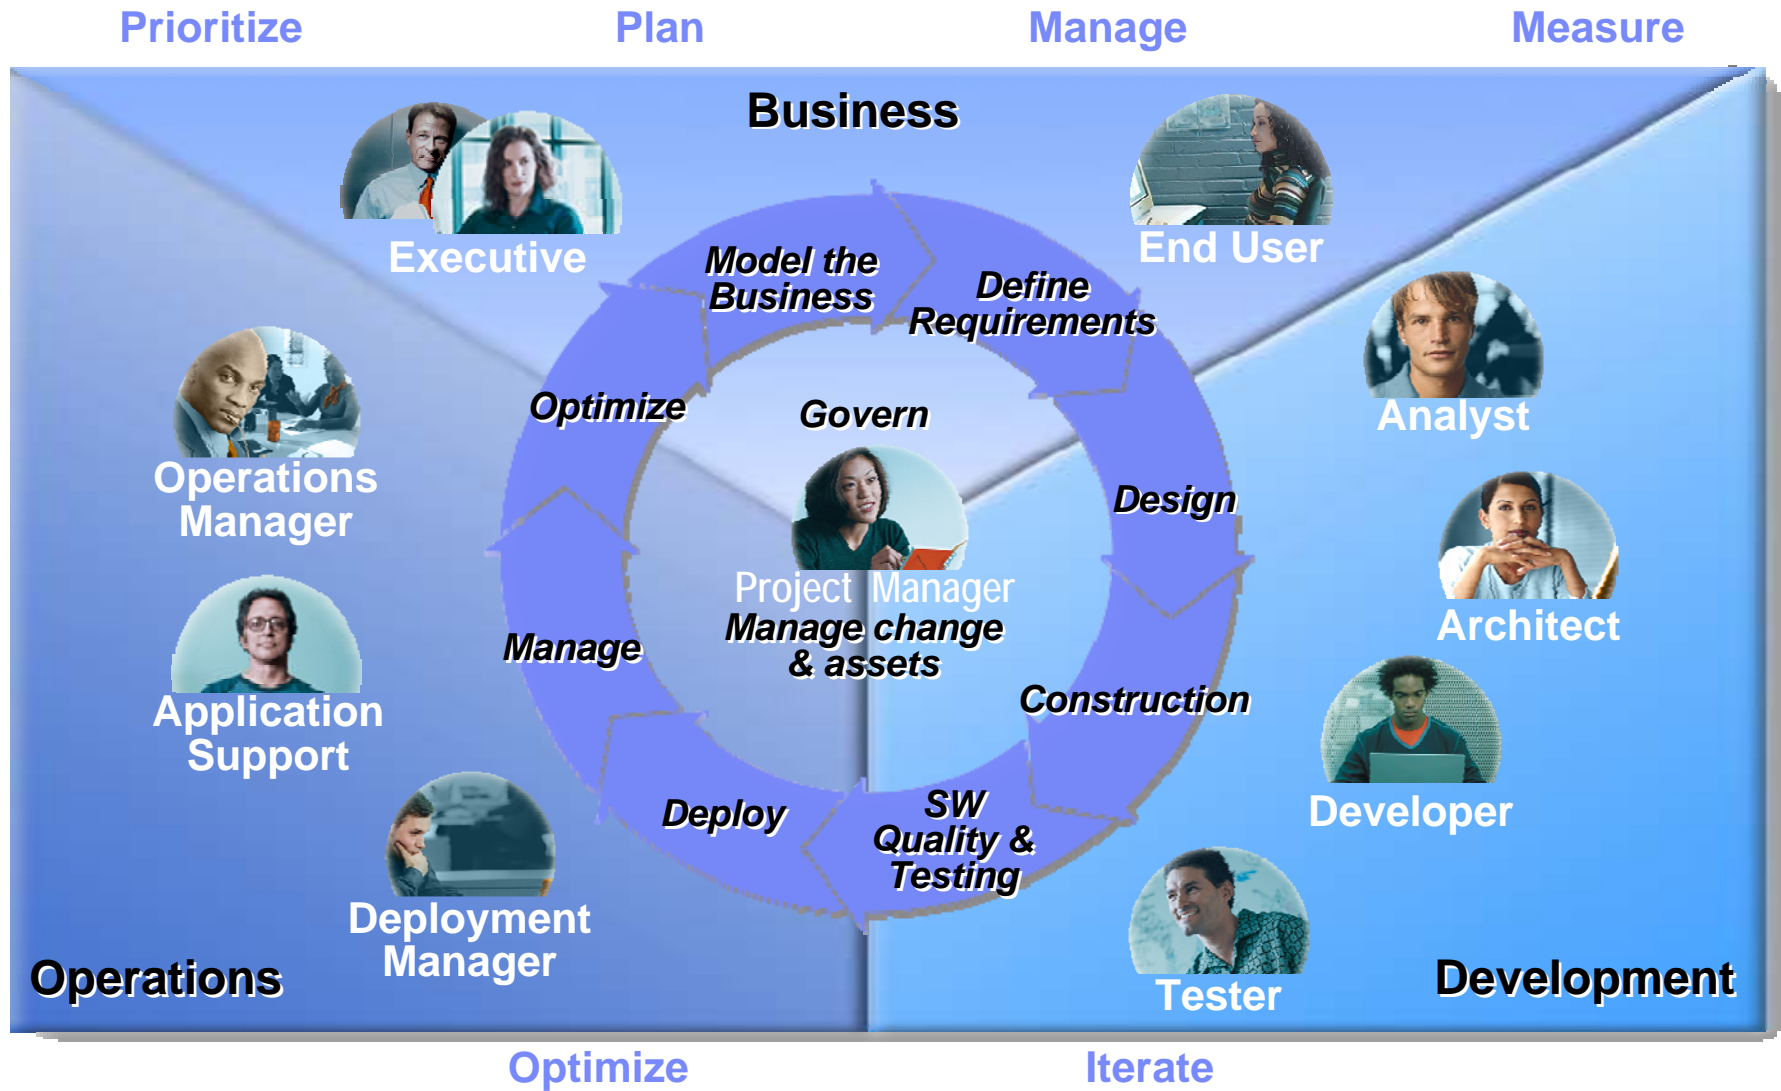 Prioritize
Plan
Manage
Measure
Business
Executive
End User
Model the
Business
Define
Requirements
Analyst
Optimize
Govern
Operations
Manager
Design
Project Manager
Manage change
& assets
Architect
Manage
Application
Support
Construction
Developer
Deploy
SW
Quality &
Testing
Deployment
Manager
Tester
Operations
Development
Optimize
Iterate